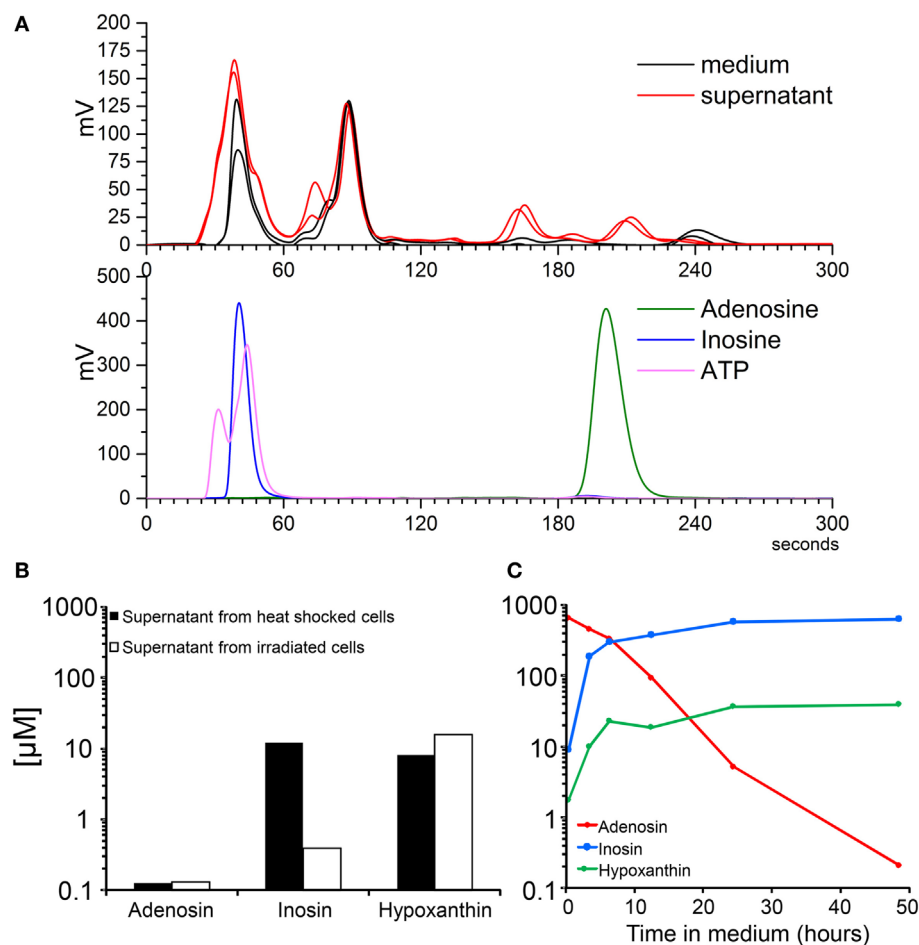 A
200
175
150
125
100
75
50
25
0
mV
medium
supernatant
0 60 120 180 240 300
500
400
300
200
100
0
mV
Adenosine
Inosine
ATP
0 60 120 180 240 300
seconds
B
1000
100
10
1
0.1
[µM]
Supernatant from heat shocked cells
Supernatant from irradiated cells
Adenosin Inosin Hypoxanthin
C
1000
100
10
1
0.1
Adenosin
Inosin
Hypoxanthin
0 10 20 30 40 50
Time in medium (hours)